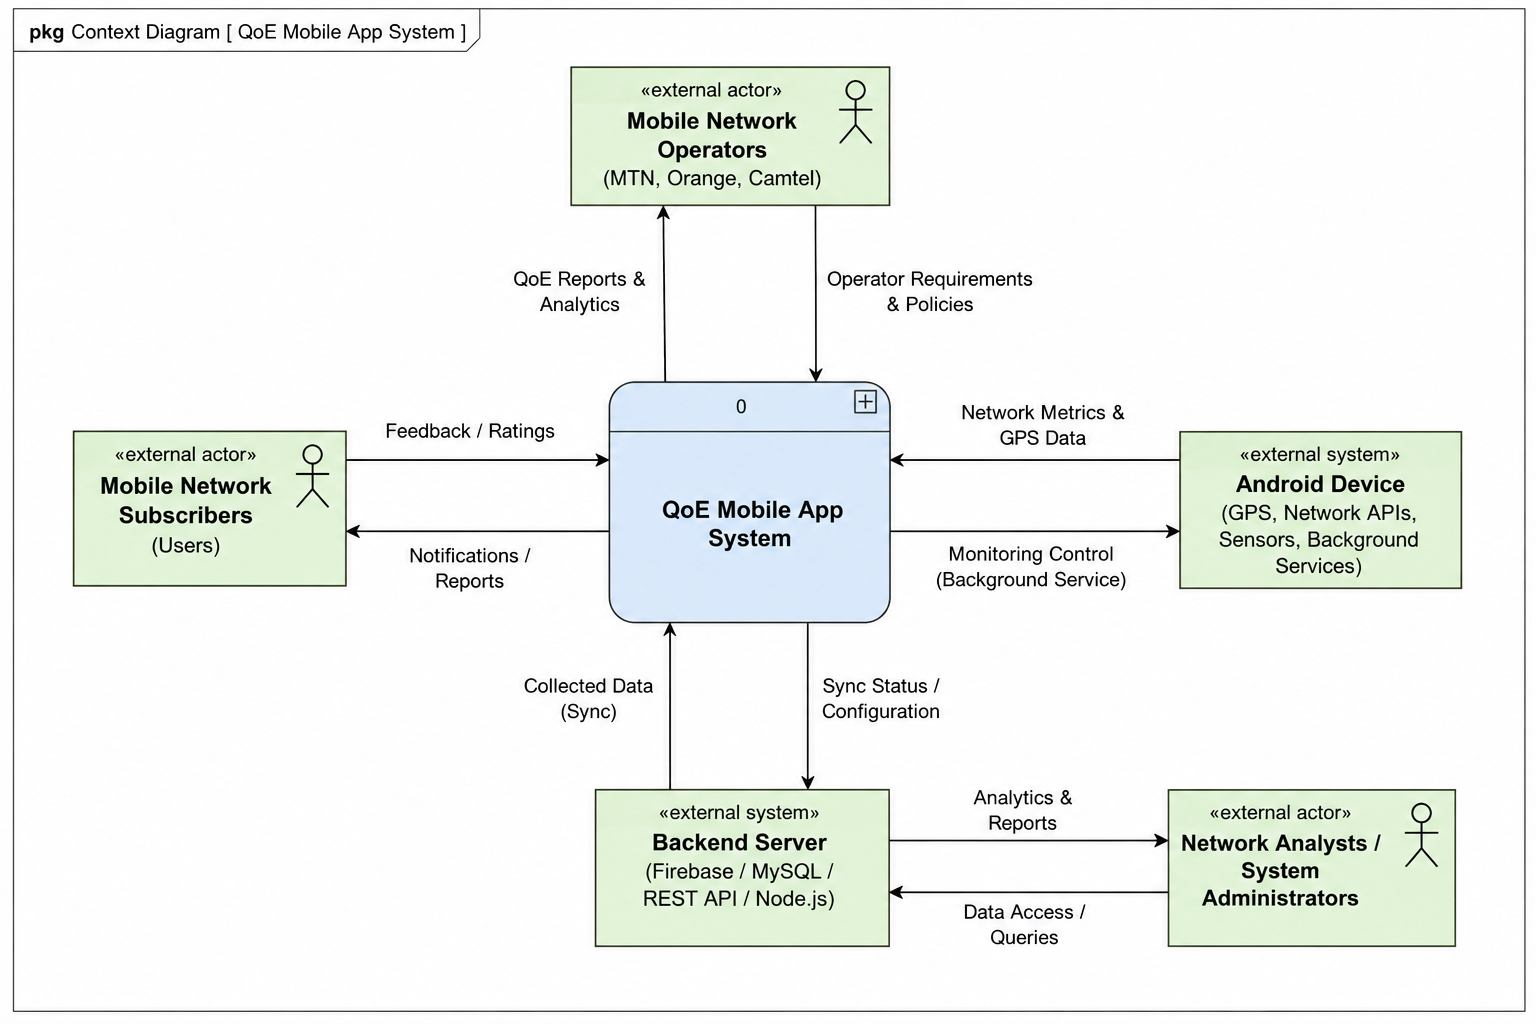 pkg Context Diagram [ QoE Mobile App System ]
«external actor»
Mobile Network
Operators
(MTN, Orange, Camtel)
QoE Reports &
Analytics
Operator Requirements
& Policies
0
QoE Mobile App
System
«external actor»
Mobile Network
Subscribers
(Users)
Feedback / Ratings
Notifications /
Reports
Network Metrics &
GPS Data
Monitoring Control
(Background Service)
«external system»
Android Device
(GPS, Network APIs,
Sensors, Background
Services)
Collected Data
(Sync)
Sync Status /
Configuration
«external system»
Backend Server
(Firebase / MySQL /
REST API / Node.js)
Analytics &
Reports
Data Access /
Queries
«external actor»
Network Analysts /
System
Administrators